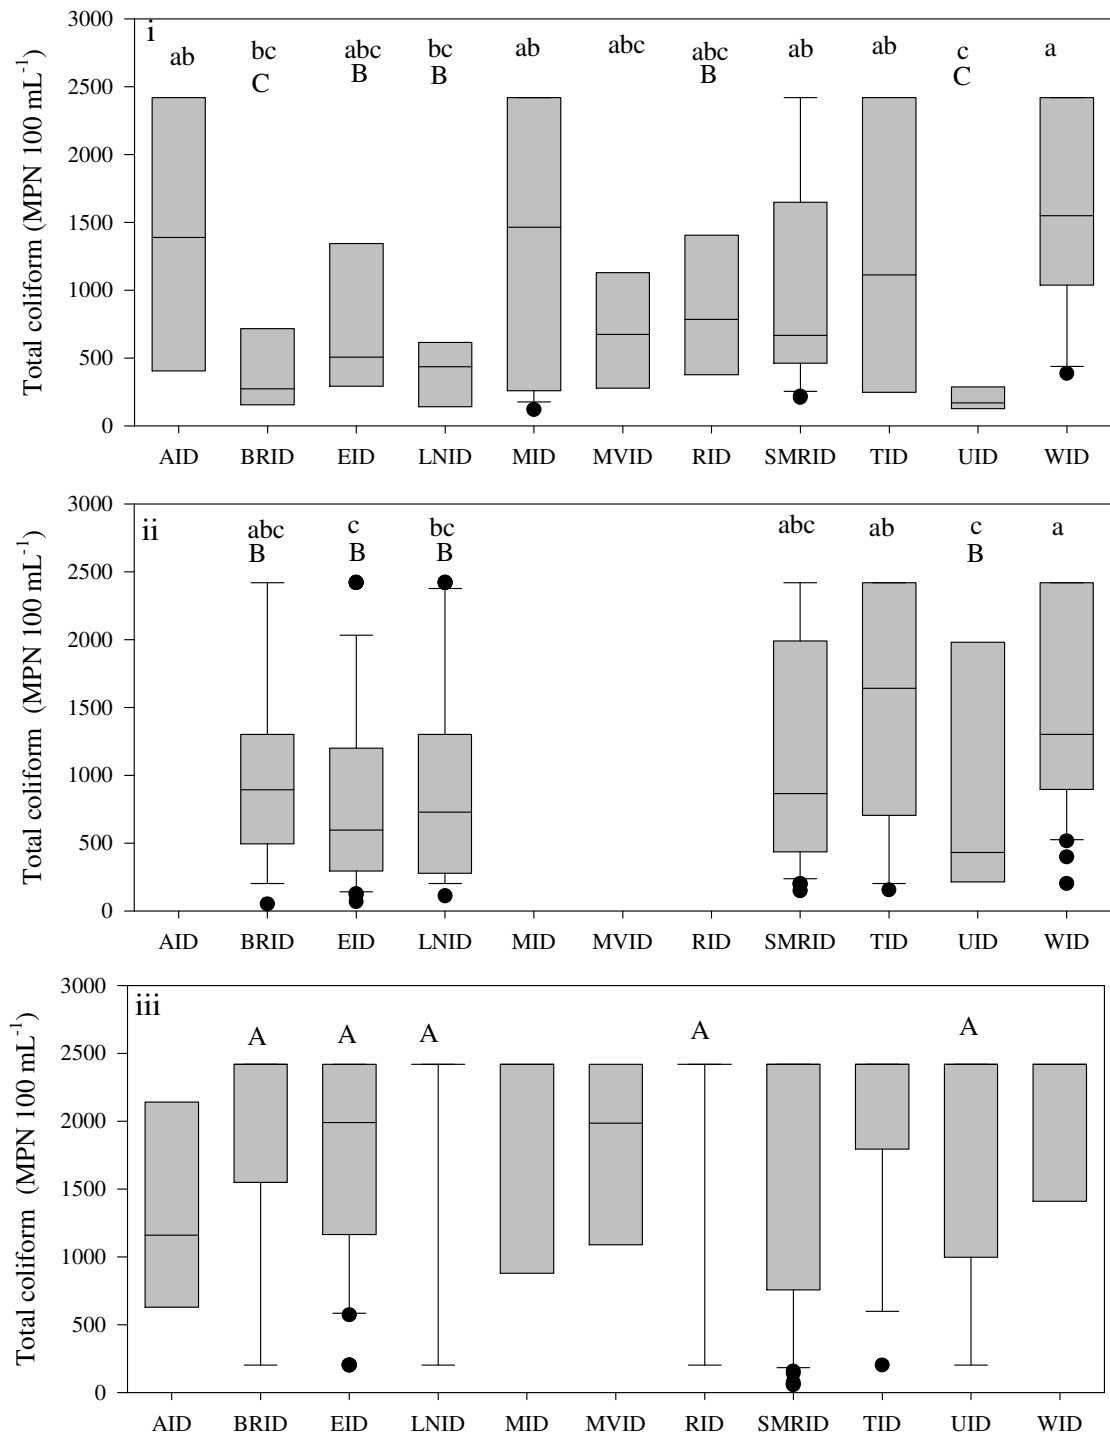 i
Total coliform (MPN 100 mL-1)
3000
2500
2000
1500
1000
500
0
ab bc abc bc ab abc abc ab ab c a
C B B B C
AID BRID EID LNID MID MVID RID SMRID TID UID WID
ii
Total coliform (MPN 100 mL-1)
3000
2500
2000
1500
1000
500
0
abc c bc abc ab c a
B B B B
AID BRID EID LNID MID MVID RID SMRID TID UID WID
iii
Total coliform (MPN 100 mL-1)
3000
2500
2000
1500
1000
500
0
A A A A A
AID BRID EID LNID MID MVID RID SMRID TID UID WID